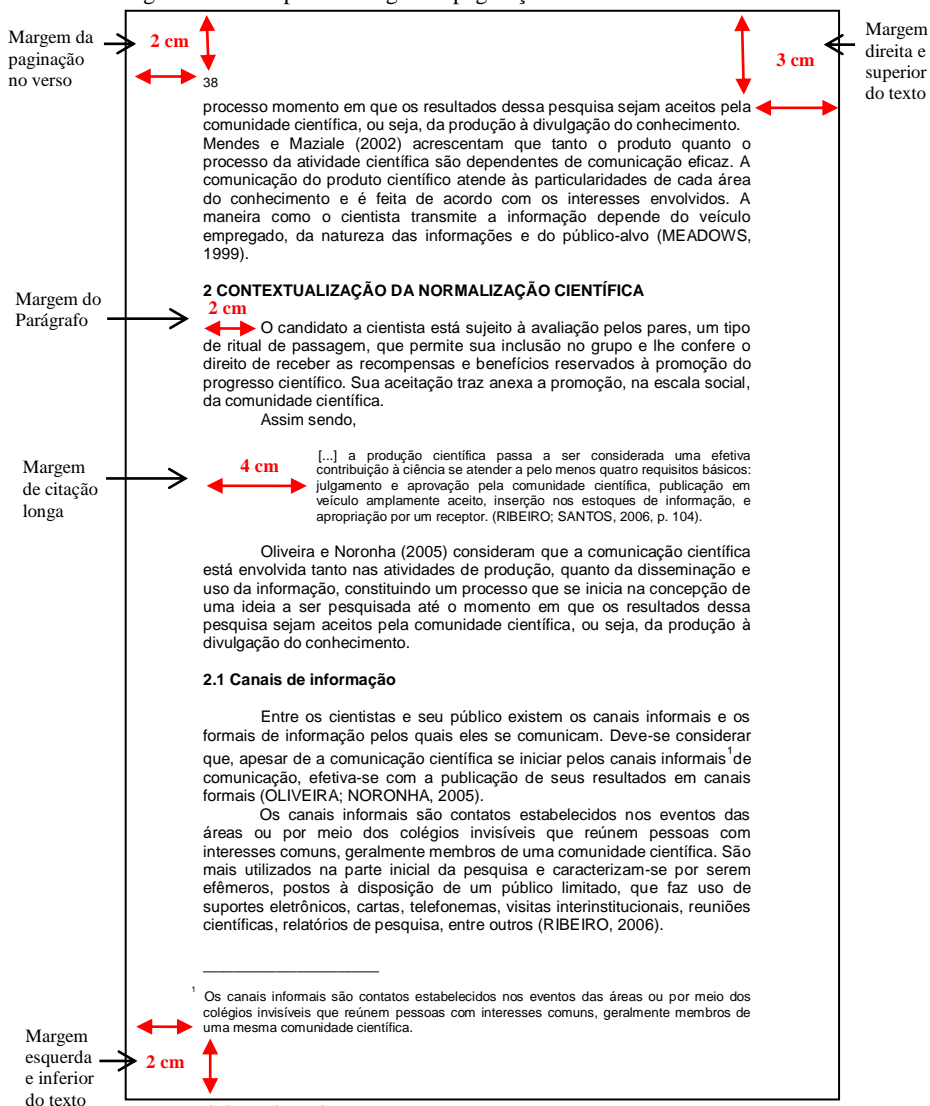 Margem da
paginação
no verso
2 cm
3 cm
Margem
direita e
superior
do texto
38
processo momento em que os resultados dessa pesquisa sejam aceitos pela
comunidade científica, ou seja, da produção à divulgação do conhecimento.
Mendes e Maziale (2002) acrescentam que tanto o produto quanto o
processo da atividade científica são dependentes de comunicação eficaz. A
comunicação do produto científico atende às particularidades de cada área
do conhecimento e é feita de acordo com os interesses envolvidos. A
maneira como o cientista transmite a informação depende do veículo
empregado, da natureza das informações e do público-alvo (MEADOWS,
1999).
2 CONTEXTUALIZAÇÃO DA NORMALIZAÇÃO CIENTÍFICA
Margem do
Parágrafo
2 cm
O candidato a cientista está sujeito à avaliação pelos pares, um tipo
de ritual de passagem, que permite sua inclusão no grupo e lhe confere o
direito de receber as recompensas e benefícios reservados à promoção do
progresso científico. Sua aceitação traz anexa a promoção, na escala social,
da comunidade científica.
Assim sendo,
Margem
de citação
longa
4 cm
[...] a produção científica passa a ser considerada uma efetiva
contribuição à ciência se atender a pelo menos quatro requisitos básicos:
julgamento e aprovação pela comunidade científica, publicação em
veículo amplamente aceito, inserção nos estoques de informação, e
apropriação por um receptor. (RIBEIRO; SANTOS, 2006, p. 104).
Oliveira e Noronha (2005) consideram que a comunicação científica
está envolvida tanto nas atividades de produção, quanto da disseminação e
uso da informação, constituindo um processo que se inicia na concepção de
uma ideia a ser pesquisada até o momento em que os resultados dessa
pesquisa sejam aceitos pela comunidade científica, ou seja, da produção à
divulgação do conhecimento.
2.1 Canais de informação
Entre os cientistas e seu público existem os canais informais e os
formais de informação pelos quais eles se comunicam. Deve-se considerar
que, apesar de a comunicação científica se iniciar pelos canais informais¹de
comunicação, efetiva-se com a publicação de seus resultados em canais
formais (OLIVEIRA; NORONHA, 2005).
Os canais informais são contatos estabelecidos nos eventos das
áreas ou por meio dos colégios invisíveis que reúnem pessoas com
interesses comuns, geralmente membros de uma comunidade científica. São
mais utilizados na parte inicial da pesquisa e caracterizam-se por serem
efêmeros, postos à disposição de um público limitado, que faz uso de
suportes eletrônicos, cartas, telefonemas, visitas interinstitucionais, reuniões
científicas, relatórios de pesquisa, entre outros (RIBEIRO, 2006).
¹ Os canais informais são contatos estabelecidos nos eventos das áreas ou por meio dos
colégios invisíveis que reúnem pessoas com interesses comuns, geralmente membros de
uma mesma comunidade científica.
Margem
esquerda
e inferior
do texto
2 cm